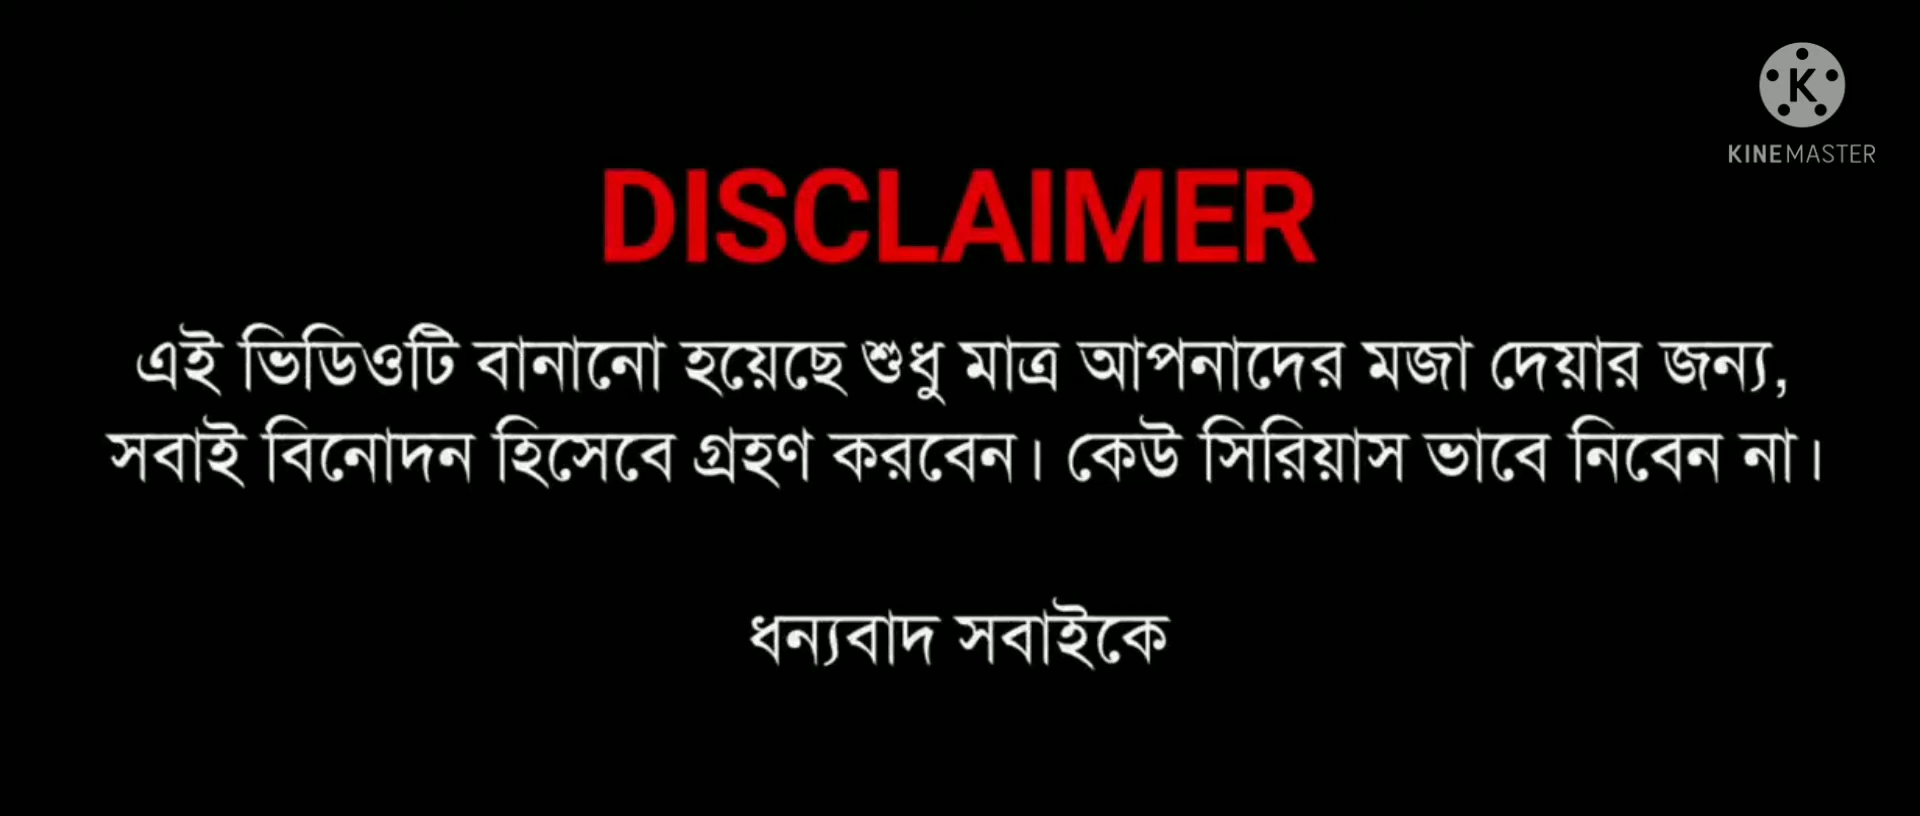 KINEMASTER
DISCLAIMER
এই ভিডিওটি বানানো হয়েছে শুধু মাত্র আপনাদের মজা দেয়ার জন্য,
সবাই বিনোদন হিসেবে গ্রহণ করবেন। কেউ সিরিয়াস ভাবে নিবেন না।
ধন্যবাদ সবাইকে